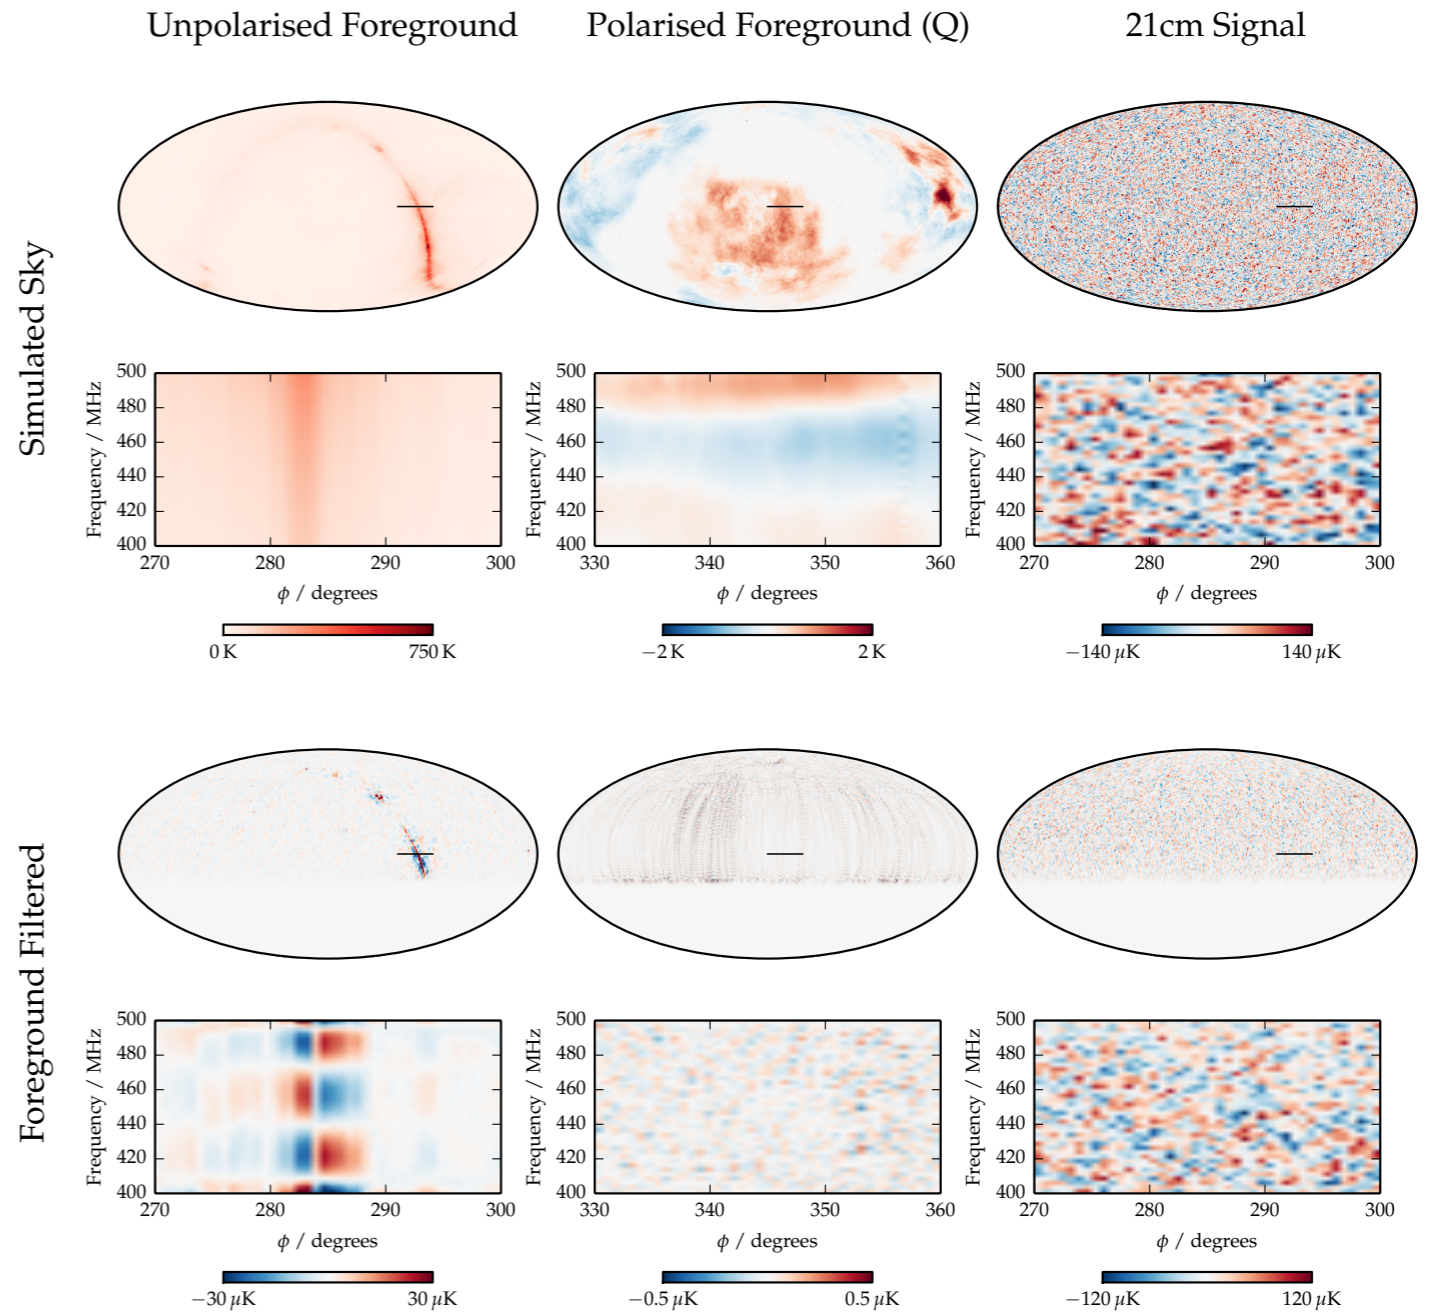 Unpolarised Foreground Polarised Foreground (Q) 21cm Signal
Simulated Sky
500 500 500
480 480 480
460 460 460
440 440 440
420 420 420
400 400 400
Frequency / MHz Frequency / MHz Frequency / MHz
270 280 290 300 330 340 350 360 270 280 290 300
ϕ / degrees ϕ / degrees ϕ / degrees
0 K 750 K −2 K 2 K −140 μK 140 μK
Foreground Filtered
500 500 500
480 480 480
460 460 460
440 440 440
420 420 420
400 400 400
Frequency / MHz Frequency / MHz Frequency / MHz
270 280 290 300 330 340 350 360 270 280 290 300
ϕ / degrees ϕ / degrees ϕ / degrees
−30 μK 30 μK −0.5 μK 0.5 μK −120 μK 120 μK